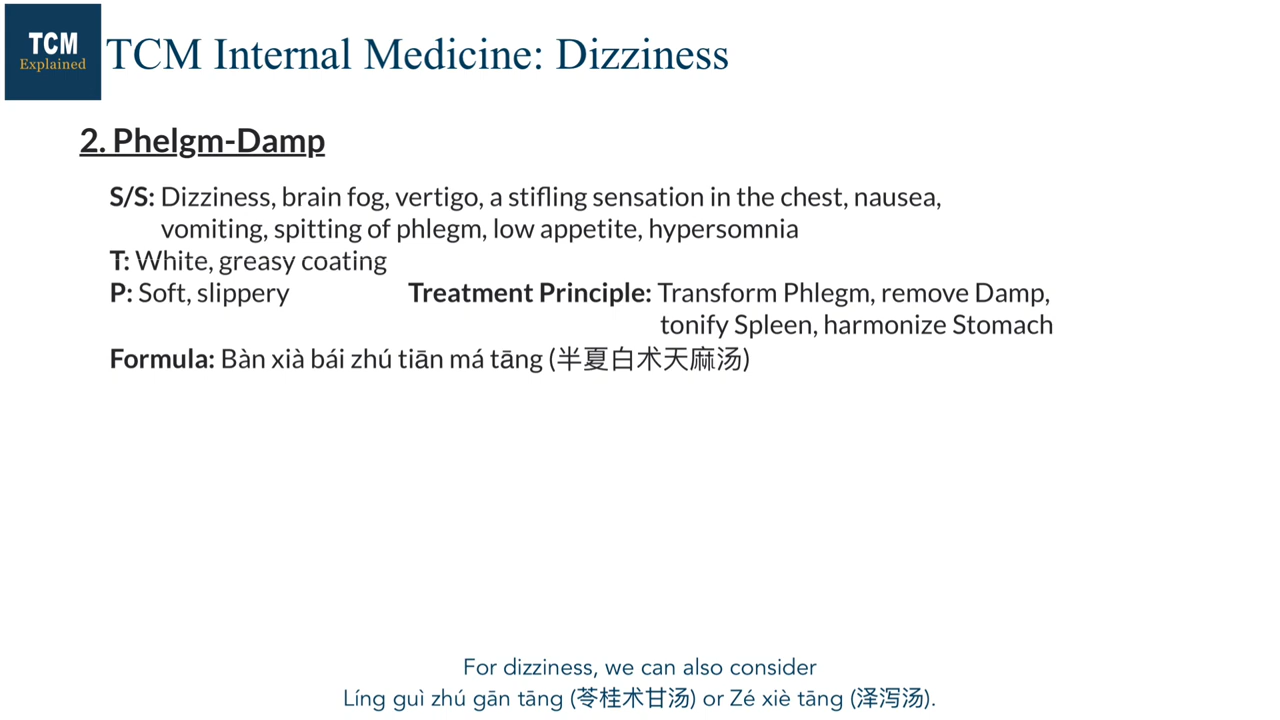 TCM
Explained
TCM Internal Medicine: Dizziness
2. Phelgm-Damp
S/S: Dizziness, brain fog, vertigo, a stifling sensation in the chest, nausea,
vomiting, spitting of phlegm, low appetite, hypersomnia
T: White, greasy coating
P: Soft, slippery
Treatment Principle: Transform Phlegm, remove Damp,
tonify Spleen, harmonize Stomach
Formula: Bàn xià bái zhú tiān má tāng (半夏白术天麻汤)
For dizziness, we can also consider
Líng guì zhú gān tāng (苓桂术甘汤) or Zé xiè tāng (泽泻汤).